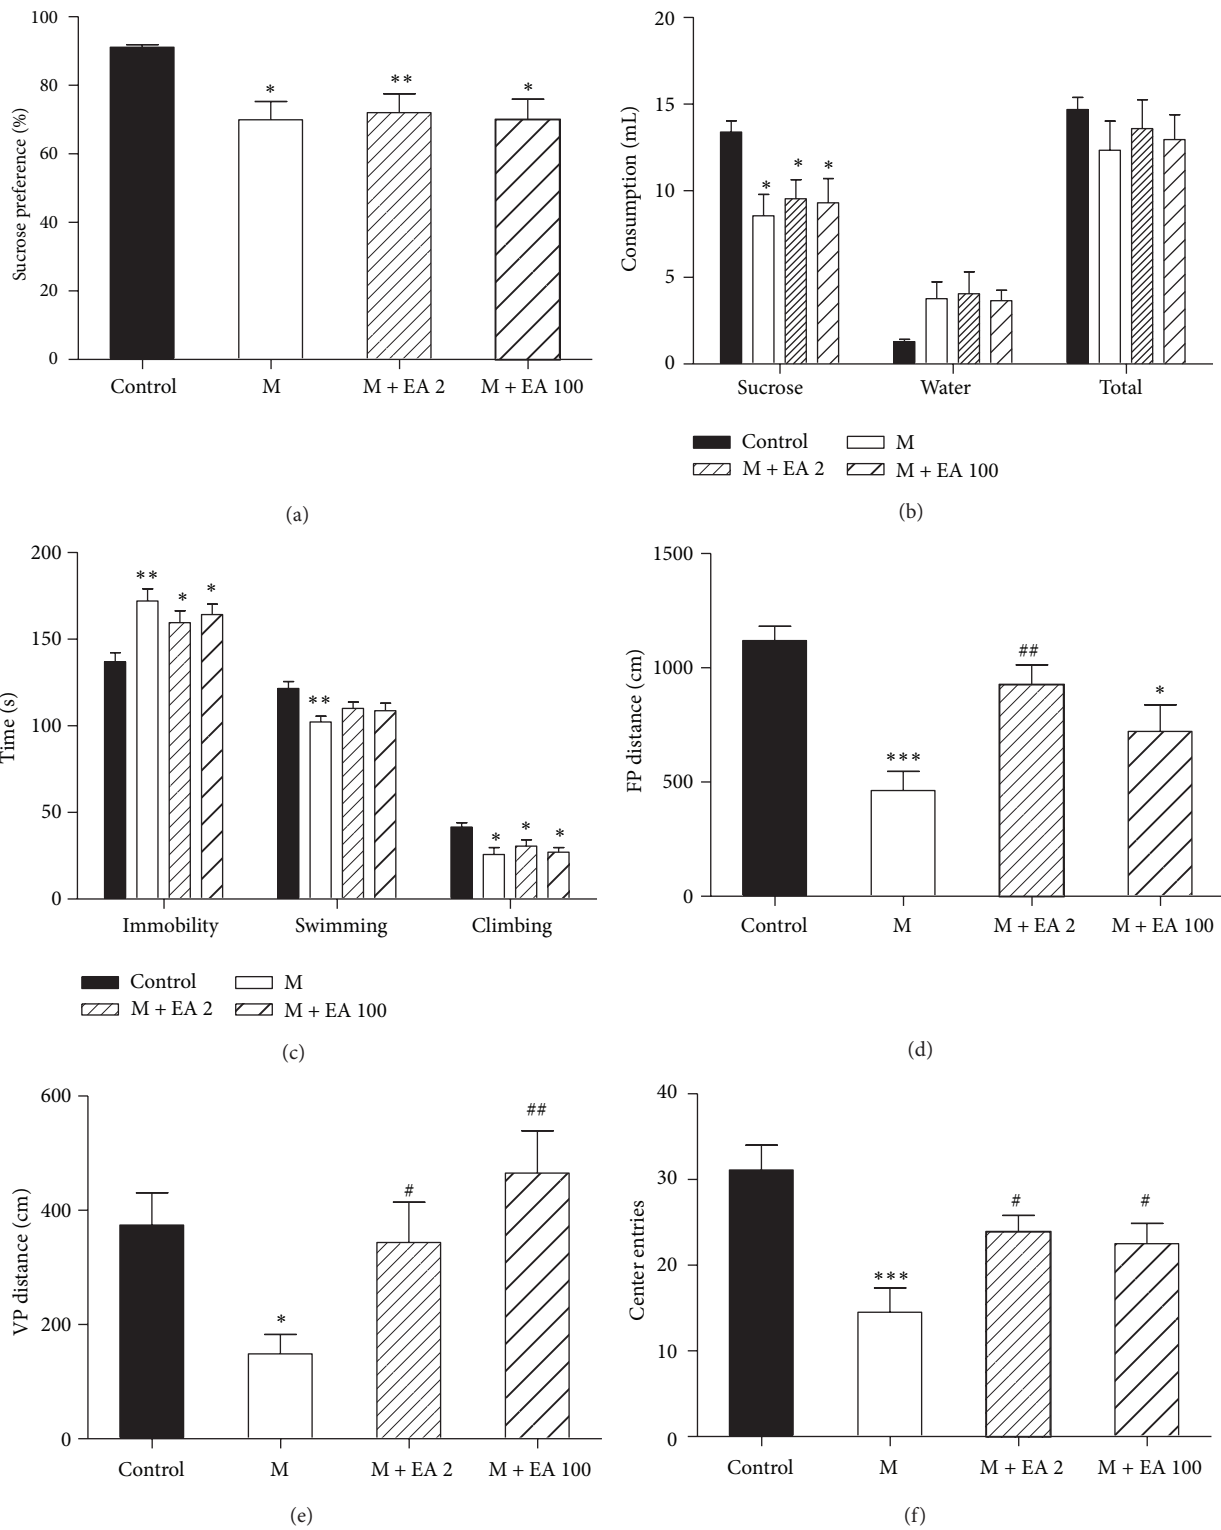 100
80
60
40
20
0
Sucrose preference (%)
*
**
*
Control
M
M + EA 2
M + EA 100
(a)
20
15
10
5
0
Consumption (mL)
*
*
*
Sucrose
Water
Total
Control
M
M + EA 2
M + EA 100
(b)
200
150
100
50
0
Time (s)
**
*
*
**
*
*
*
Immobility
Swimming
Climbing
Control
M
M + EA 2
M + EA 100
(c)
1500
1000
500
0
FP distance (cm)
***
##
*
Control
M
M + EA 2
M + EA 100
(d)
600
400
200
0
VP distance (cm)
*
#
##
Control
M
M + EA 2
M + EA 100
(e)
40
30
20
10
0
Center entries
***
#
#
Control
M
M + EA 2
M + EA 100
(f)